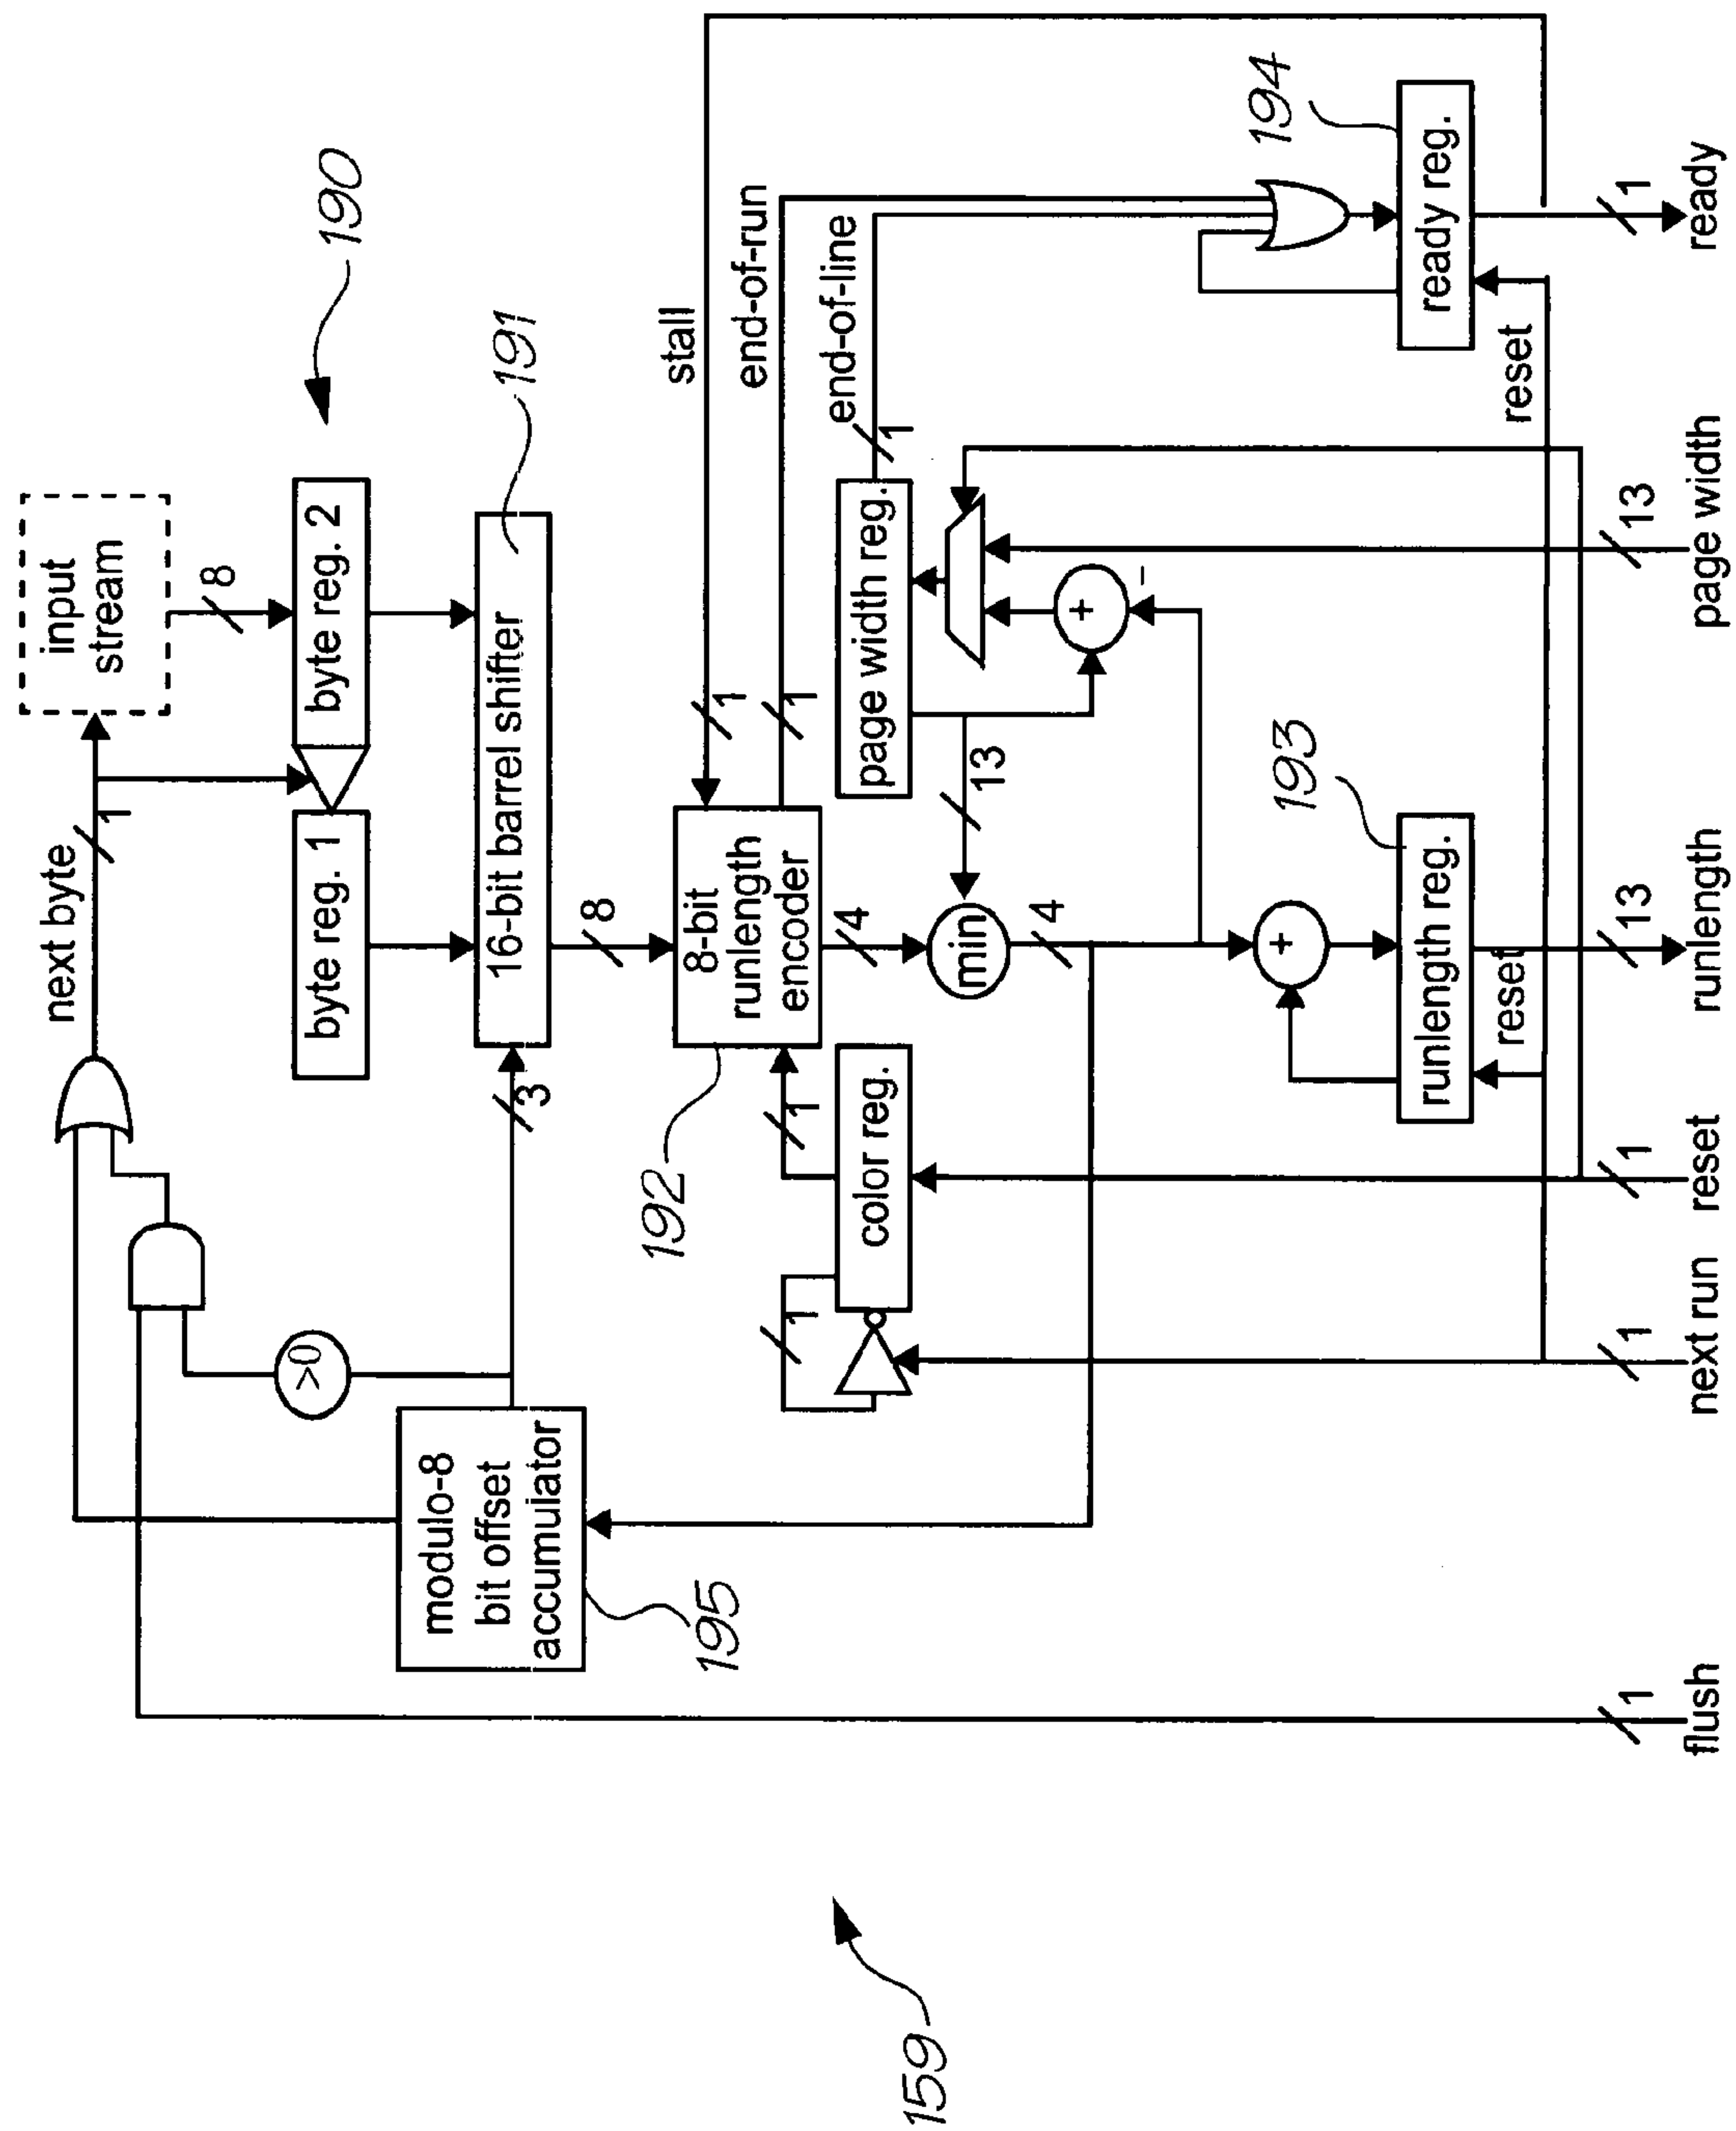 input
stream
next byte
1
8
190
byte reg. 1
byte reg. 2
>0
3
16-bit barrel shifter
191
modulo-8
bit offset
accumulator
195
8
stall
1
end-of-run
1
8-bit
runlength
encoder
192
1
1
color reg.
page width reg.
end-of-line
1
4
min
13
4
+
-
+
runlength reg.
193
reset
ready reg.
194
reset
1
flush
1
next run
1
reset
13
runlength
13
page width
1
ready
159